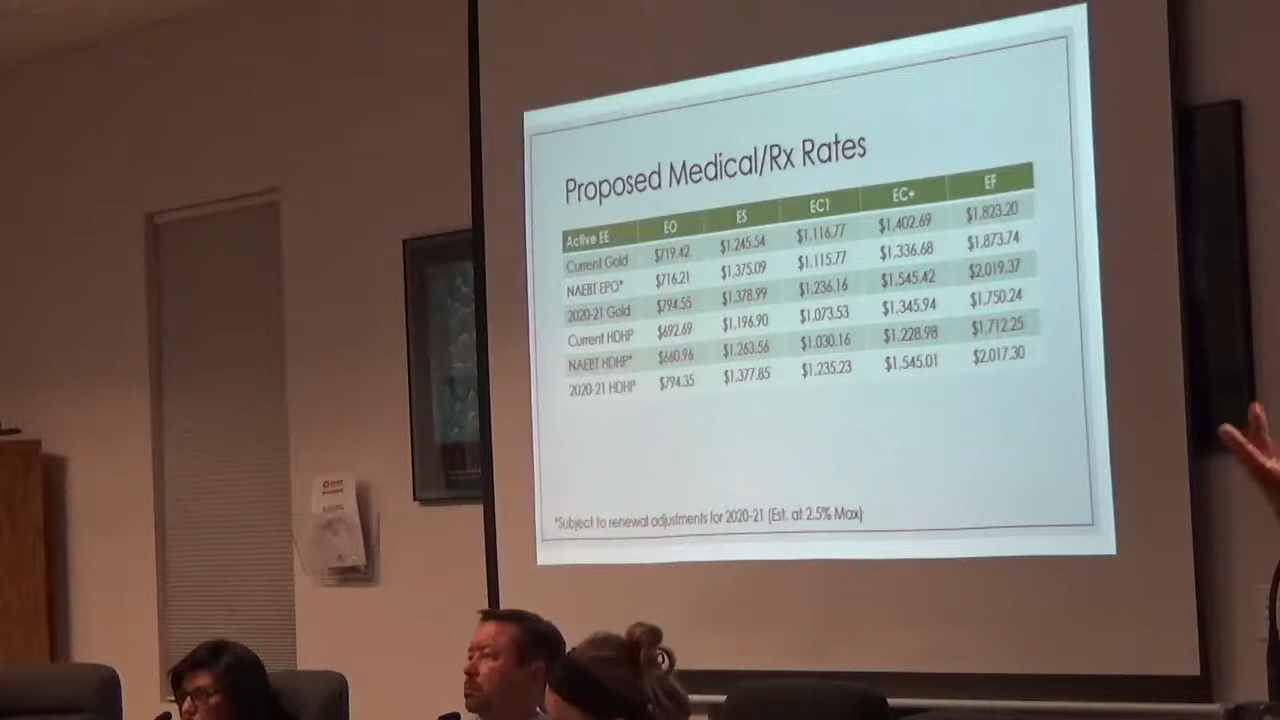 Proposed Medical/Rx Rates
Active EE EO ES EC1 EC+ EF
Current Gold $719.42 $1,245.54 $1,116.77 $1,402.69 $1,823.20
NAEBT EPO* $716.21 $1,375.09 $1,115.77 $1,336.68 $1,873.74
2020-21 Gold $794.55 $1,378.99 $1,236.16 $1,545.42 $2,019.37
Current HDHP $692.69 $1,196.90 $1,073.53 $1,345.94 $1,750.24
NAEBT HDHP* $660.96 $1,263.56 $1,030.16 $1,228.98 $1,712.25
2020-21 HDHP $794.35 $1,377.85 $1,235.23 $1,545.01 $2,017.30
*Subject to renewal adjustments for 2020-21 (Est. at 2.5% Max)